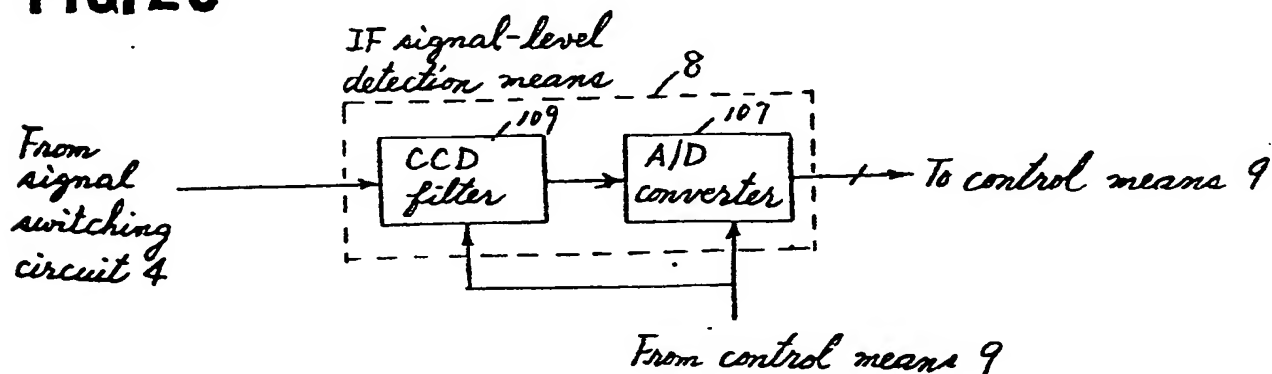 IF signal-level
detection means
8
109
107
From
signal
switching
circuit 4
CCD
filter
A/D
converter
To control means 9
From control means 9